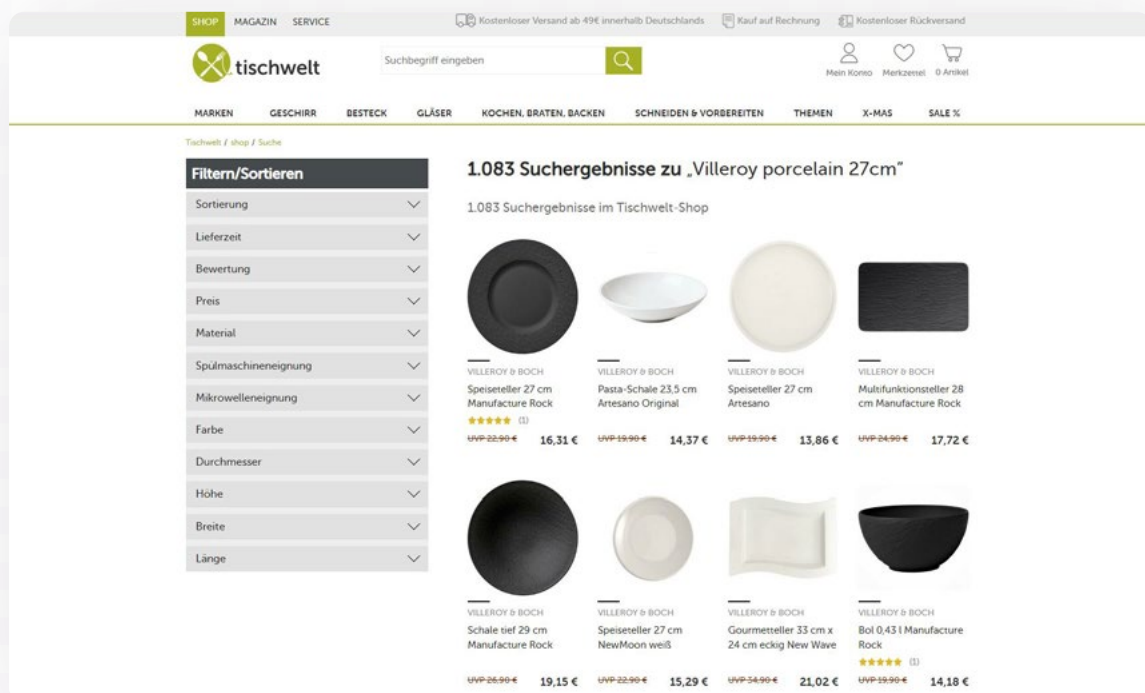 SHOP MAGAZIN SERVICE
Kostenloser Versand ab 49€ innerhalb Deutschlands
Kauf auf Rechnung
Kostenloser Rückversand
tischwelt
Suchbegriff eingeben
Mein Konto
Merkzettel
0 Artikel
MARKEN GESCHIRR BESTECK GLÄSER KOCHEN, BRATEN, BACKEN SCHNEIDEN & VORBEREITEN THEMEN X-MAS SALE %
Tischwelt / shop / Suche
Filtern/Sortieren
Sortierung
Lieferzeit
Bewertung
Preis
Material
Spülmaschineneignung
Mikrowelleneignung
Farbe
Durchmesser
Höhe
Breite
Länge
1.083 Suchergebnisse zu „Villeroy porcelain 27cm“
1.083 Suchergebnisse im Tischwelt-Shop
VILLEROY & BOCH
Speiseteller 27 cm
Manufacture Rock
(1)
UVP 22,90 € 16,31 €
VILLEROY & BOCH
Pasta-Schale 23,5 cm
Artesano Original
UVP 19,90 € 14,37 €
VILLEROY & BOCH
Speiseteller 27 cm
Artesano
UVP 19,90 € 13,86 €
VILLEROY & BOCH
Multifunktionsteller 28
cm Manufacture Rock
UVP 24,90 € 17,72 €
VILLEROY & BOCH
Schale tief 29 cm
Manufacture Rock
UVP 26,90 € 19,15 €
VILLEROY & BOCH
Speiseteller 27 cm
NewMoon weiß
UVP 22,90 € 15,29 €
VILLEROY & BOCH
Gourmetteller 33 cm x
24 cm eckig New Wave
UVP 34,90 € 21,02 €
VILLEROY & BOCH
Bol 0,43 l Manufacture
Rock
(1)
UVP 19,90 € 14,18 €